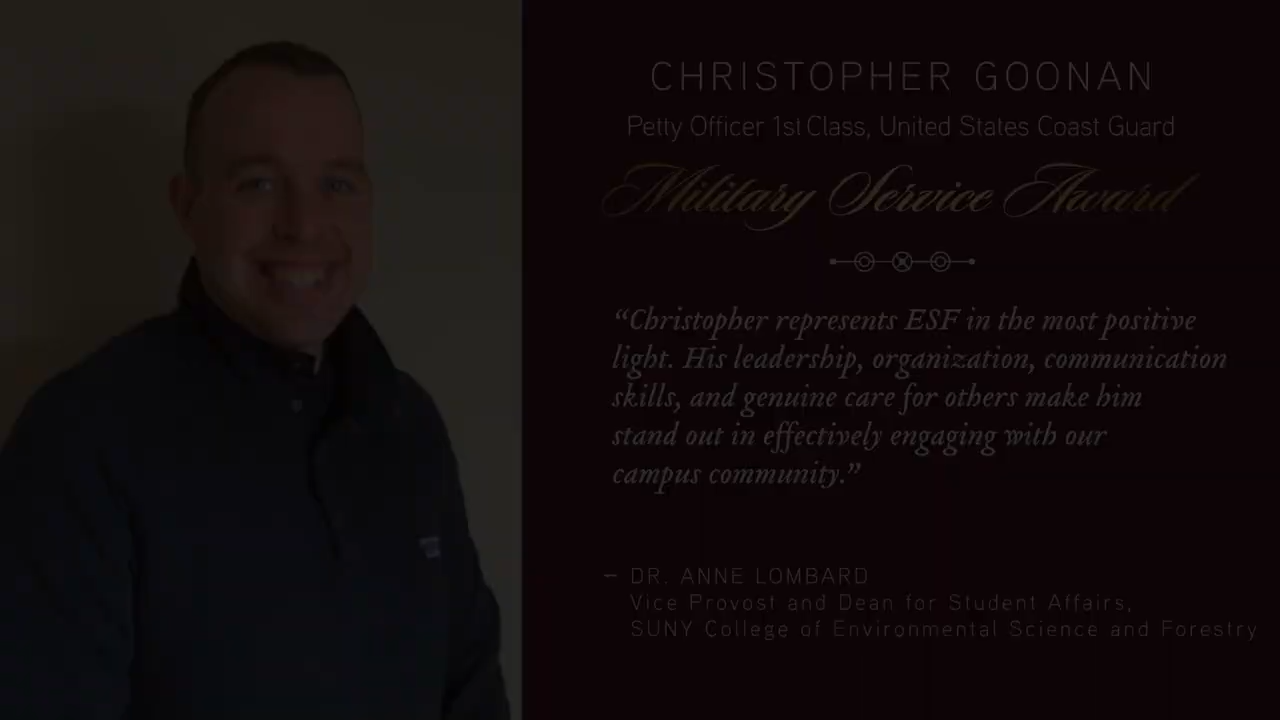 CHRISTOPHER GOONAN
Petty Officer 1st Class, United States Coast Guard
Military Service Award
“Christopher represents ESF in the most positive
light. His leadership, organization, communication
skills, and genuine care for others make him
stand out in effectively engaging with our
campus community.”
– DR. ANNE LOMBARD
Vice Provost and Dean for Student Affairs,
SUNY College of Environmental Science and Forestry